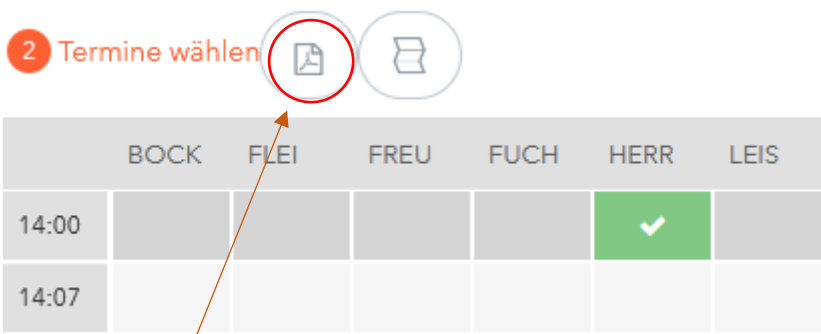 2 Termine wählen
BOCK FLEI FREU FUCH HERR LEIS
14:00
14:07